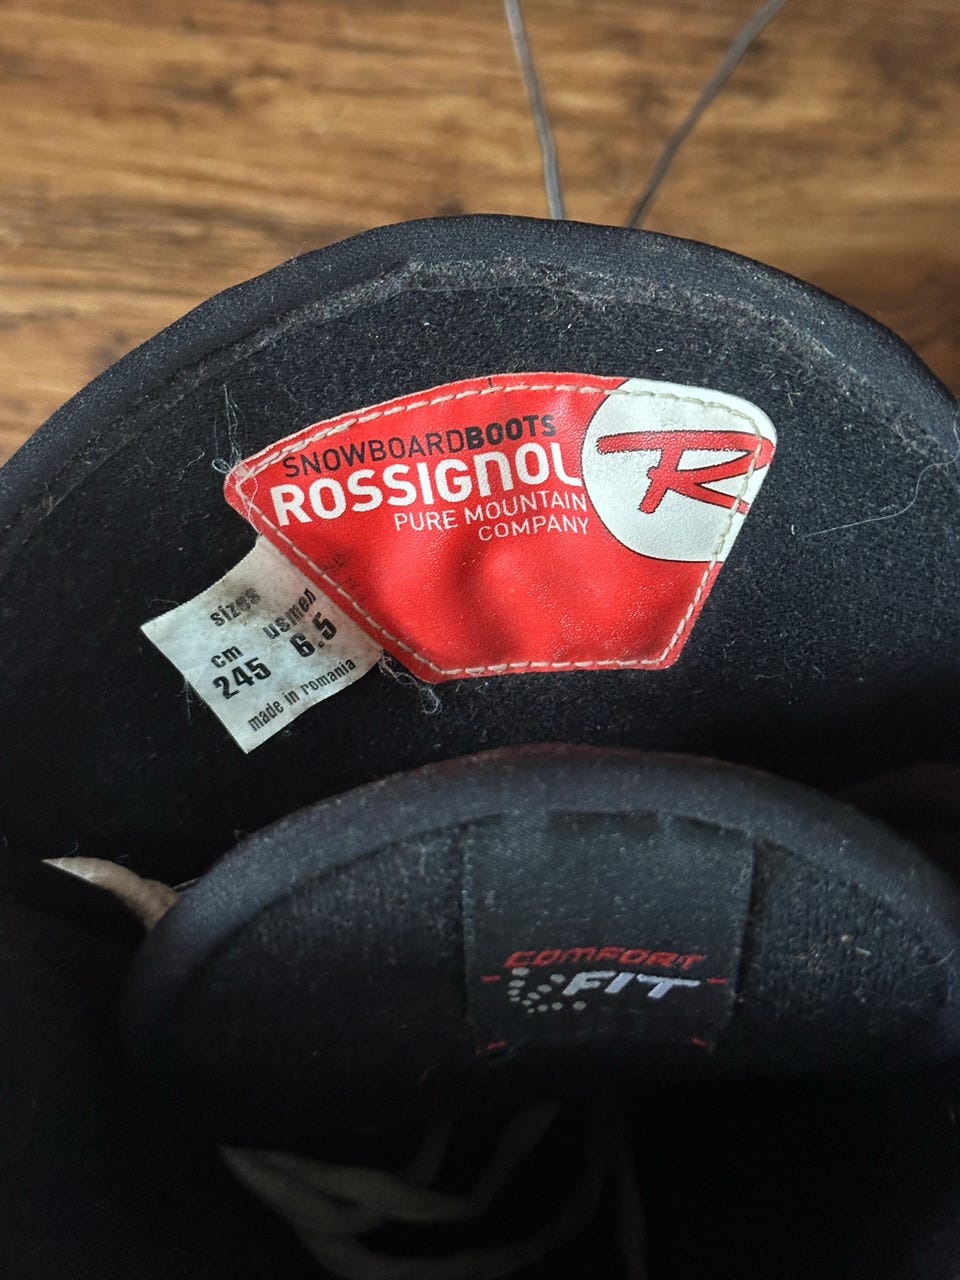 SNOWBOARDBOOTS
ROSSIGNOL
PURE MOUNTAIN
COMPANY
R
sizes
cm usmen
245 6.5
made in romania
COMFORT
FIT